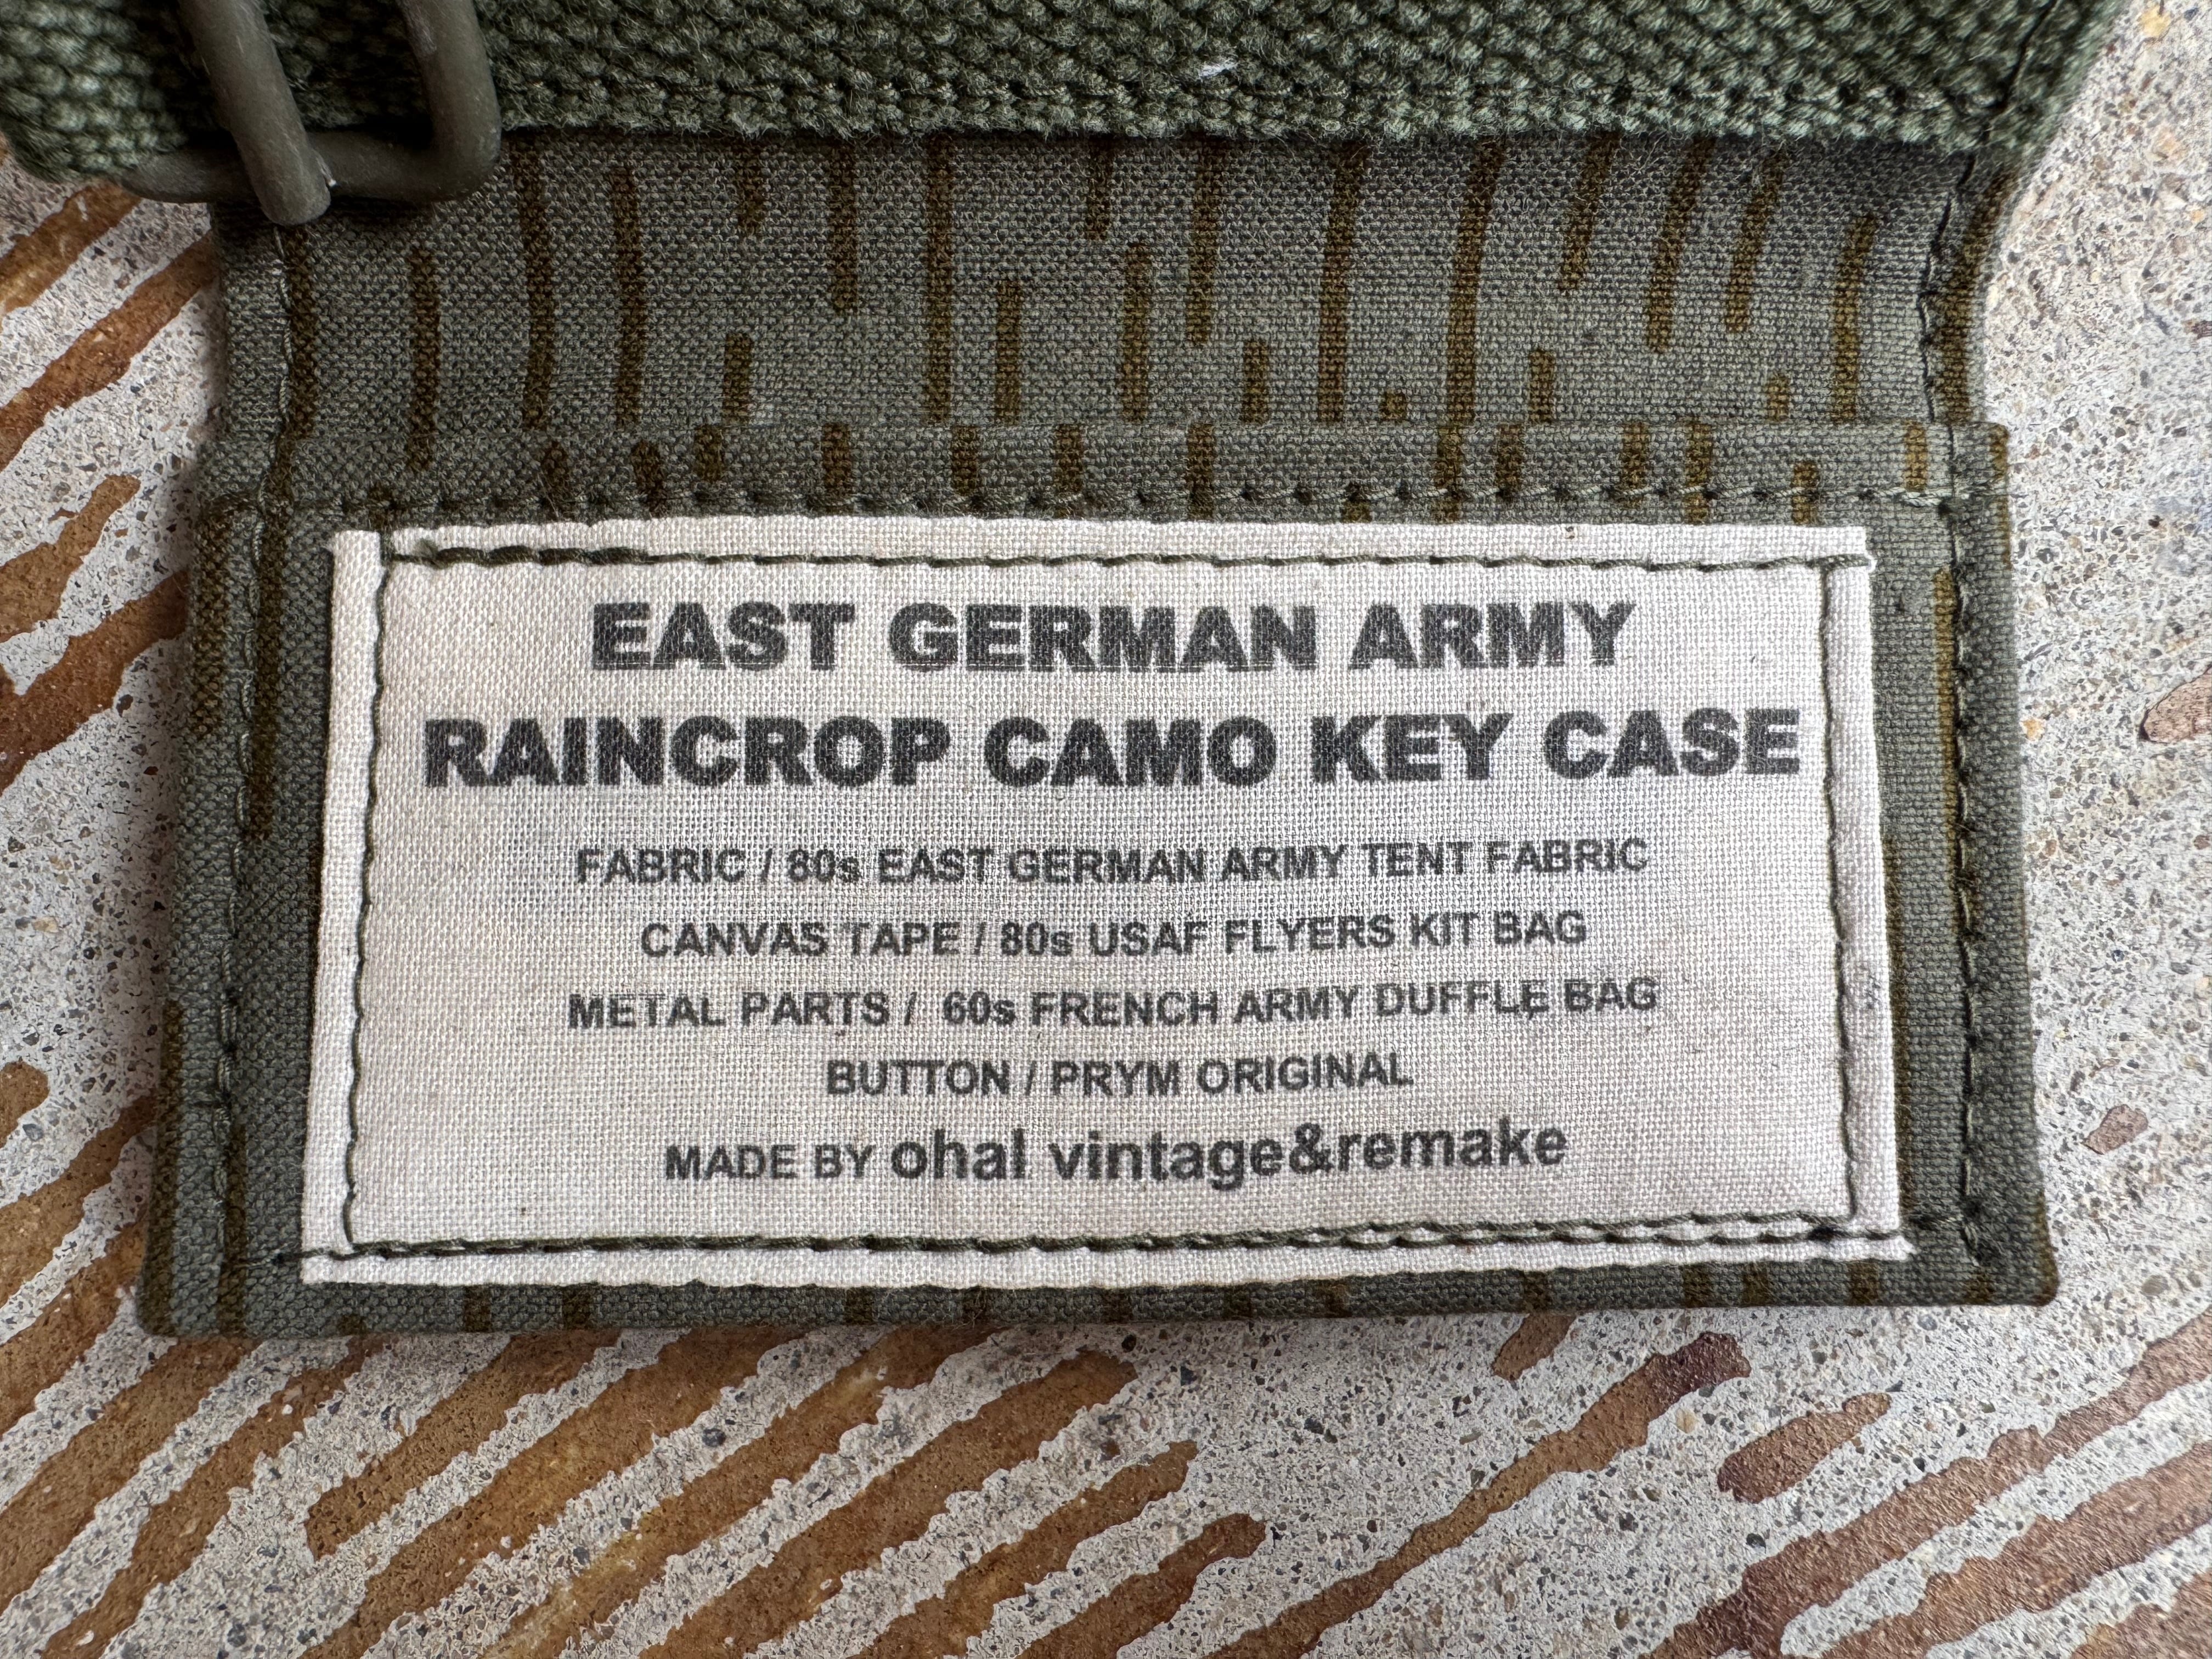 EAST GERMAN ARMY
RAINCROP CAMO KEY CASE
FABRIC / 80s EAST GERMAN ARMY TENT FABRIC
CANVAS TAPE / 80s USAF FLYERS KIT BAG
METAL PARTS / 60s FRENCH ARMY DUFFLE BAG
BUTTON / PRYM ORIGINAL
MADE BY ohal vintage&remake